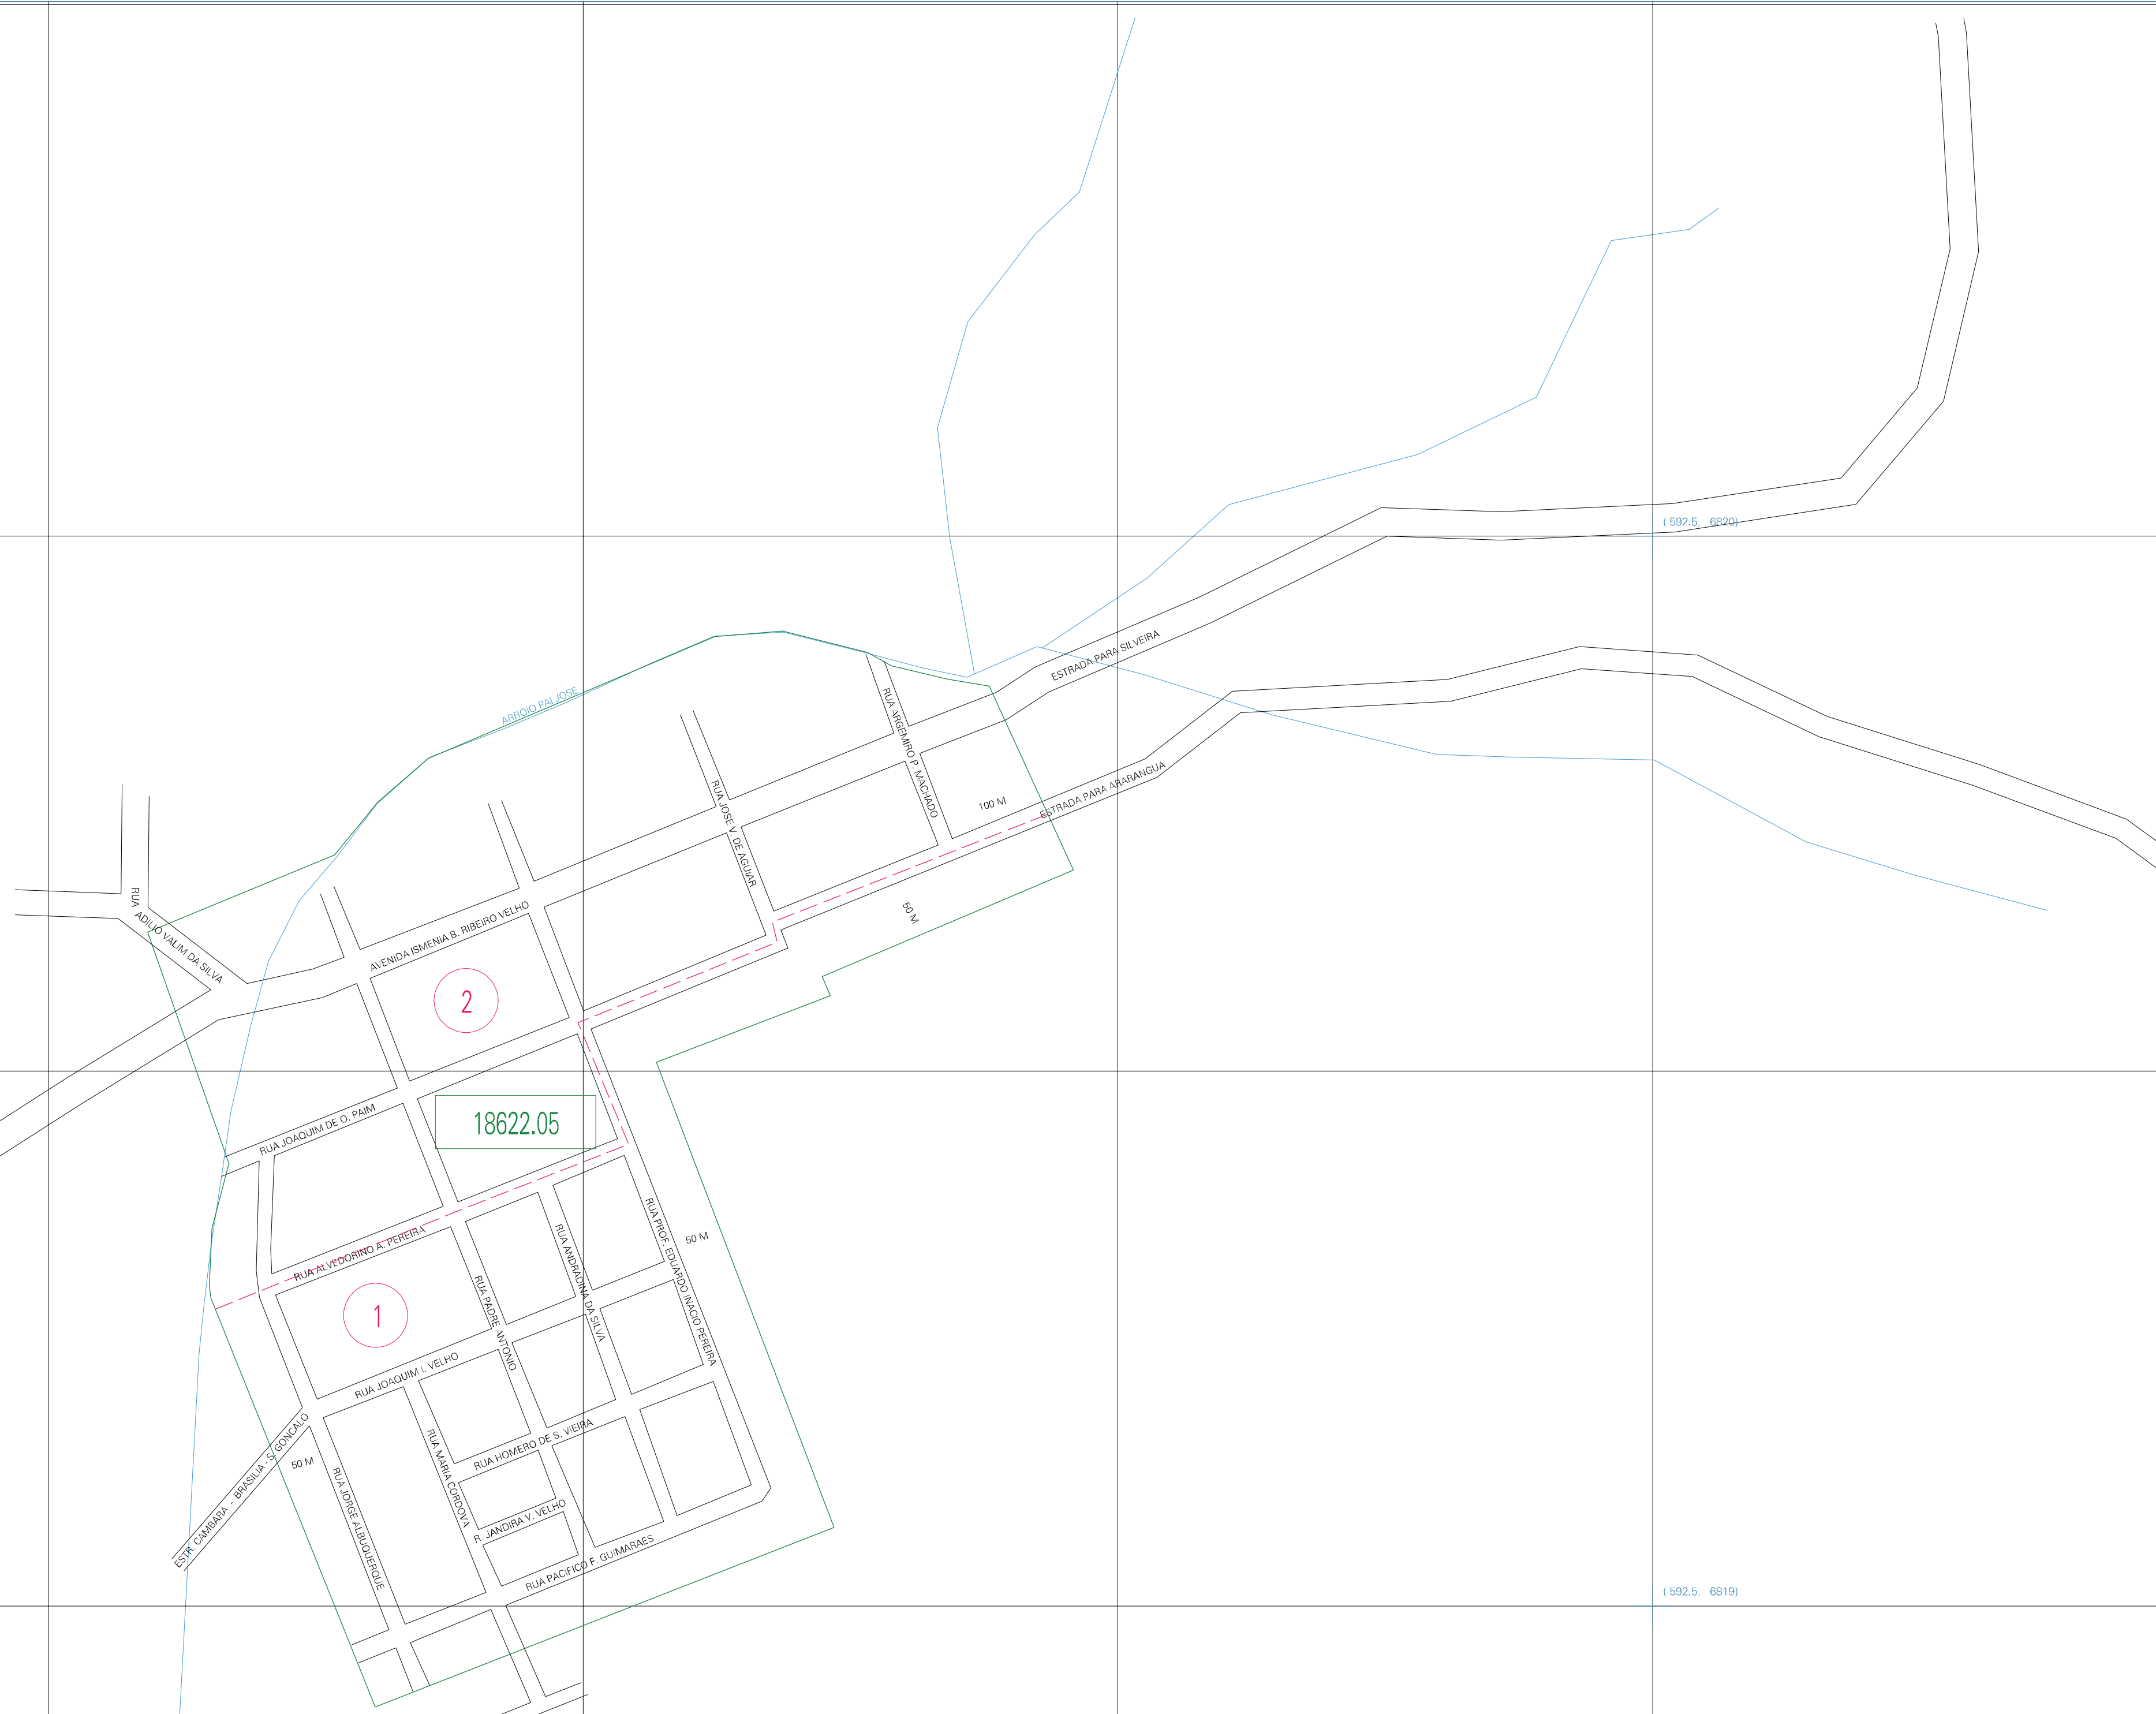 ( 592.5, 6820)
ESTRADA PARA SILVEIRA
ARROIO PAI JOSE
RUA ARGEMIRO P. MACHADO
ESTRADA PARA ARARANGUA
100 M
RUA JOSE V. DE AGUIAR
RUA
ADILIO VALIM DA SILVA
AVENIDA ISMENIA B. RIBEIRO VELHO
50 M
2
18622.05
RUA JOAQUIM DE O. PAIM
RUA ALVEDORINO A. PEREIRA
RUA PROF. EDUARDO INACIO PEREIRA
50 M
RUA ANDRADINA DA SILVA
RUA PADRE ANTONIO
1
RUA JOAQUIM I. VELHO
ESTR. CAMBARA - BRASILIA - S. GONCALO
50 M
RUA HOMERO DE S. VIEIRA
RUA MARIA CORDOVA
RUA JORGE ALBUQUERQUE
R. JANDIRA V. VELHO
RUA PACIFICO F. GUIMARAES
( 592.5, 6819)